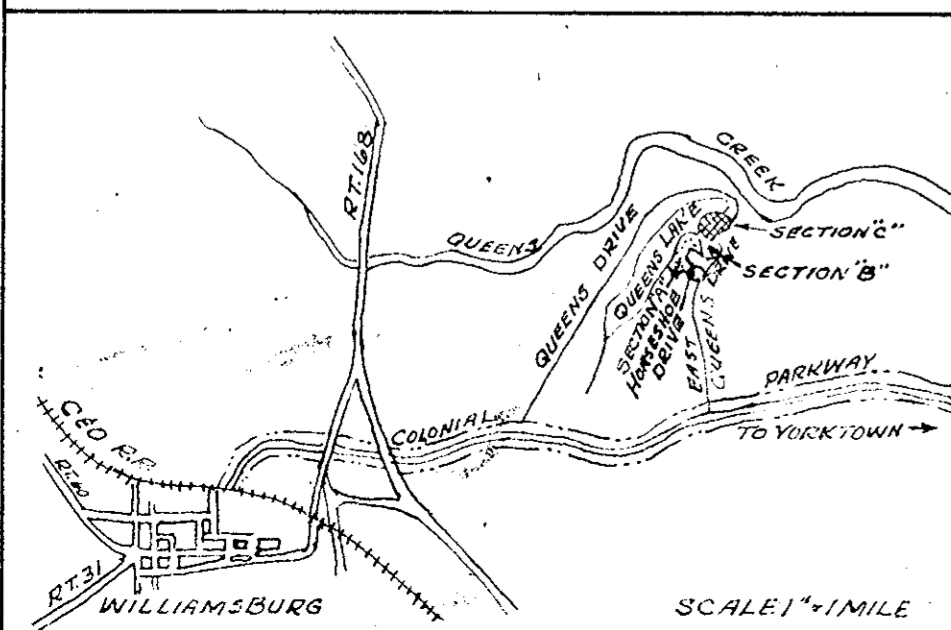 RT. 168
CREEK
QUEENS
QUEENS DRIVE
QUEENS LAKE
SECTION "C"
SECTION "B"
SECTION "A"
HORSESHOE
DRIVE
EAST
QUEENS DRIVE
COLONIAL
PARKWAY
TO YORKTOWN →
C&O R.R.
RT. 60
RT. 31
WILLIAMSBURG
SCALE 1" = 1 MILE